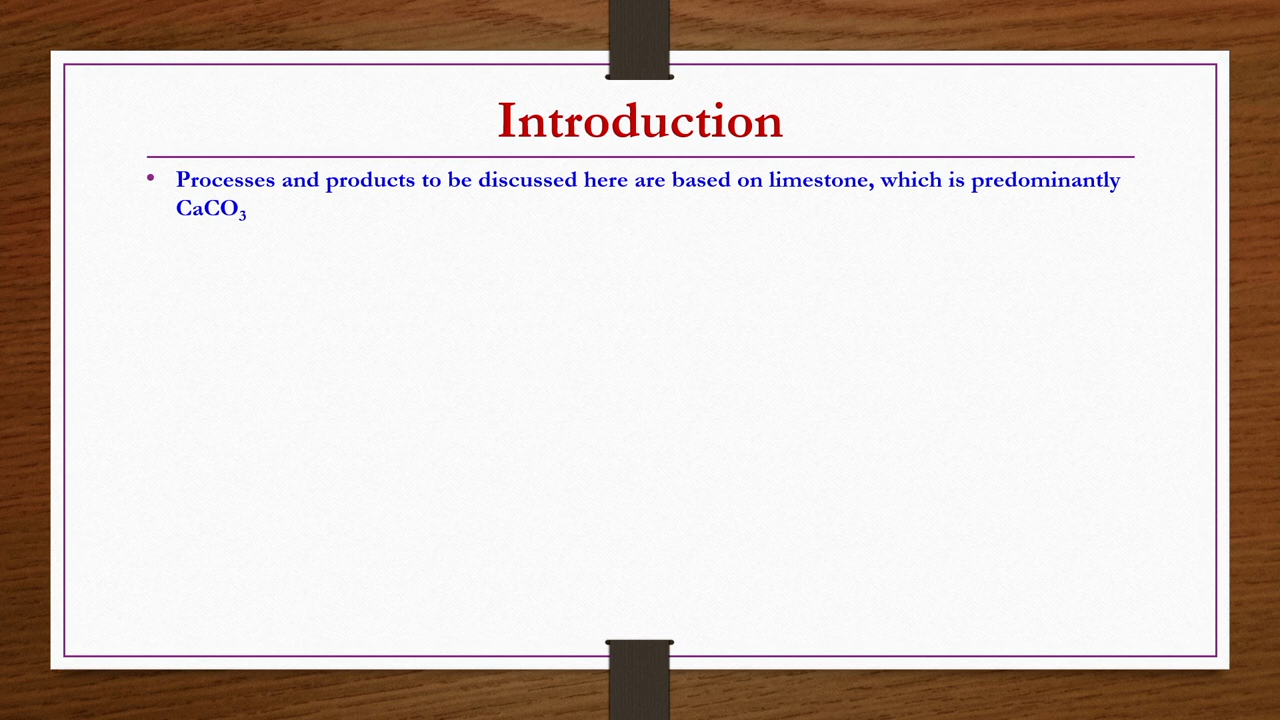 Introduction
• Processes and products to be discussed here are based on limestone, which is predominantly
CaCO₃